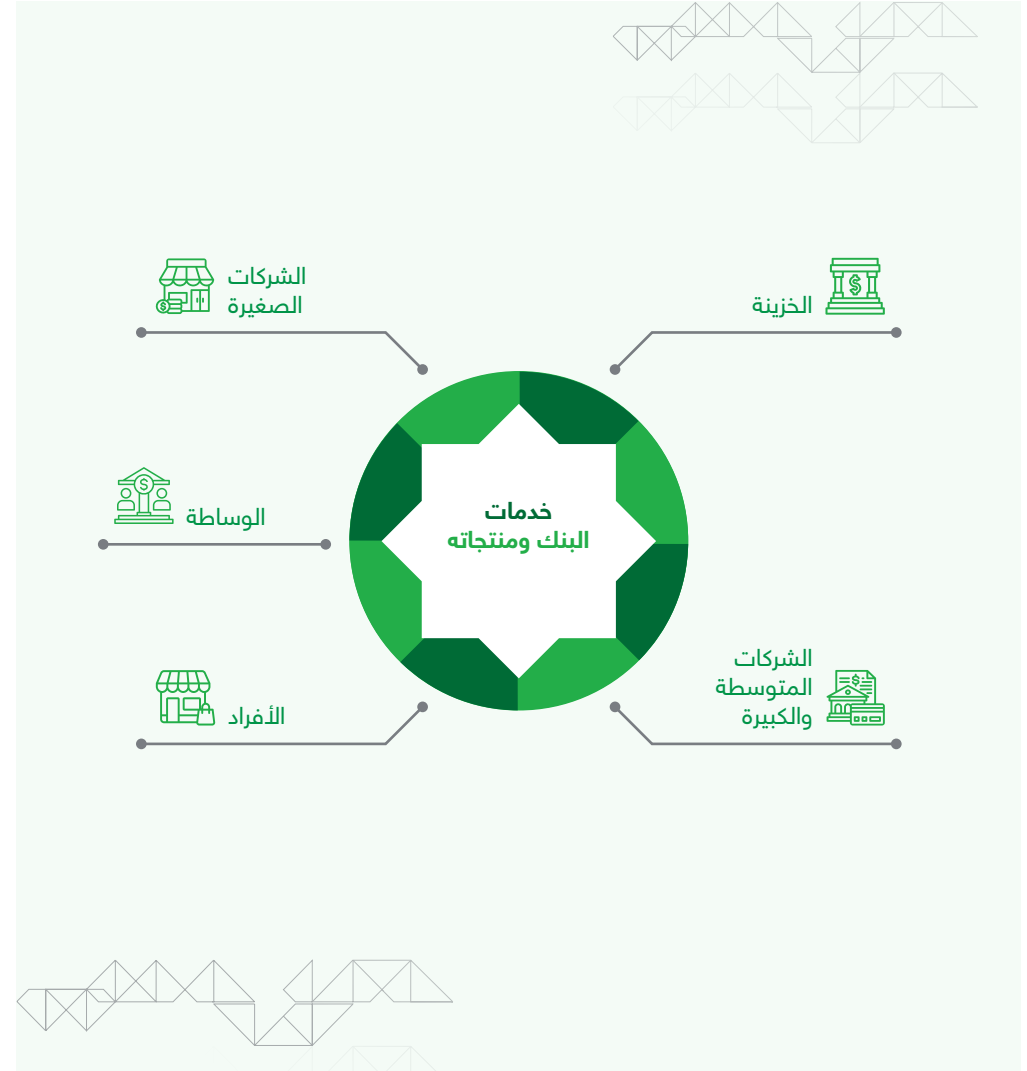 الخزينة
الشركات
الصغيرة
خدمات
البنك ومنتجاته
الوساطة
الشركات
المتوسطة
والكبيرة
الأفراد